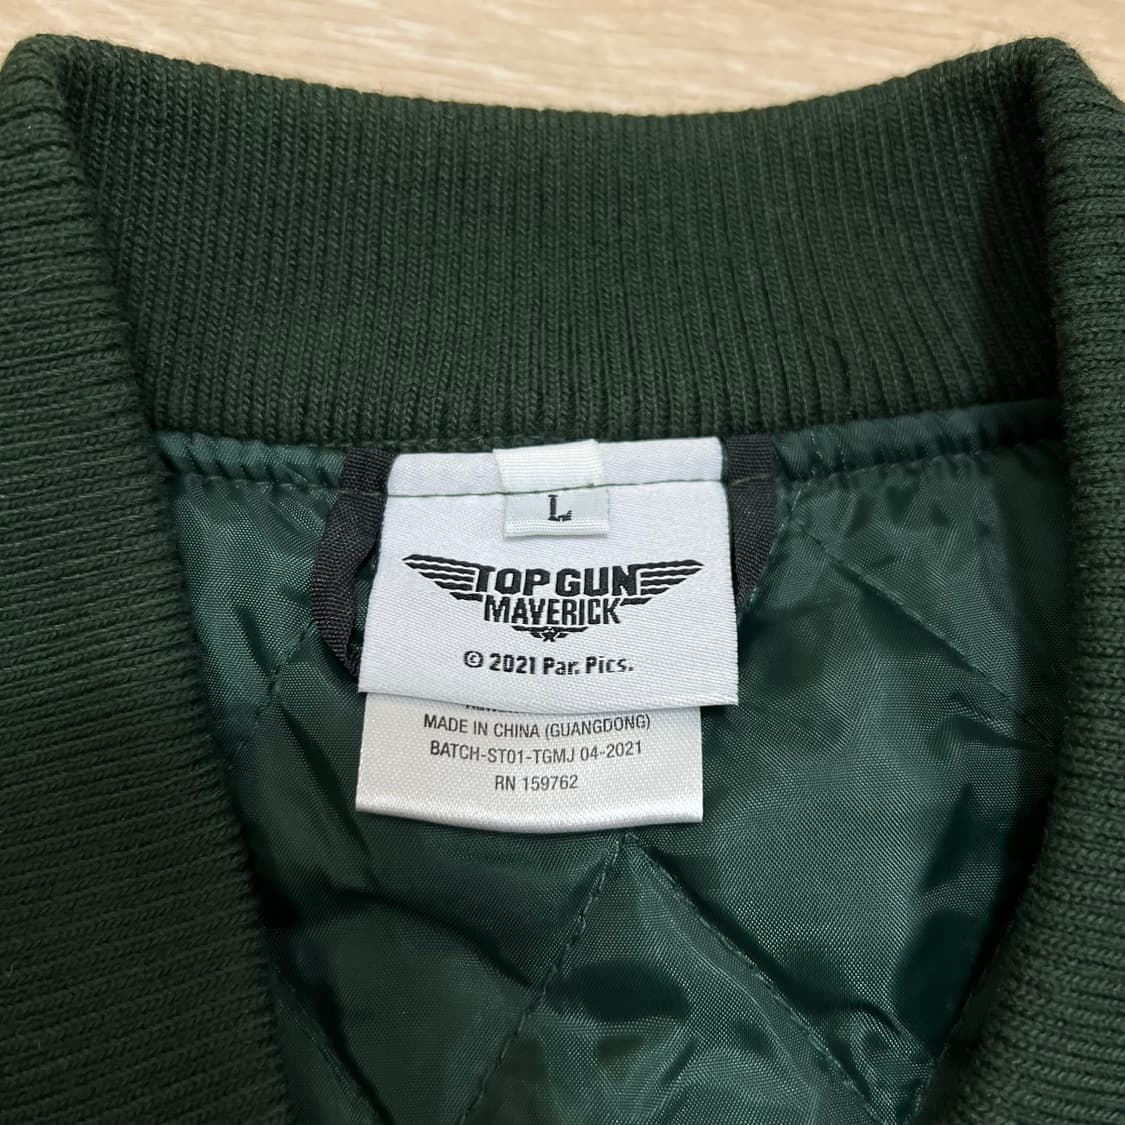 L
TOP GUN
MAVERICK
© 2021 Par. Pics.
MADE IN CHINA (GUANGDONG)
BATCH-ST01-TGMJ 04-2021
RN 159762